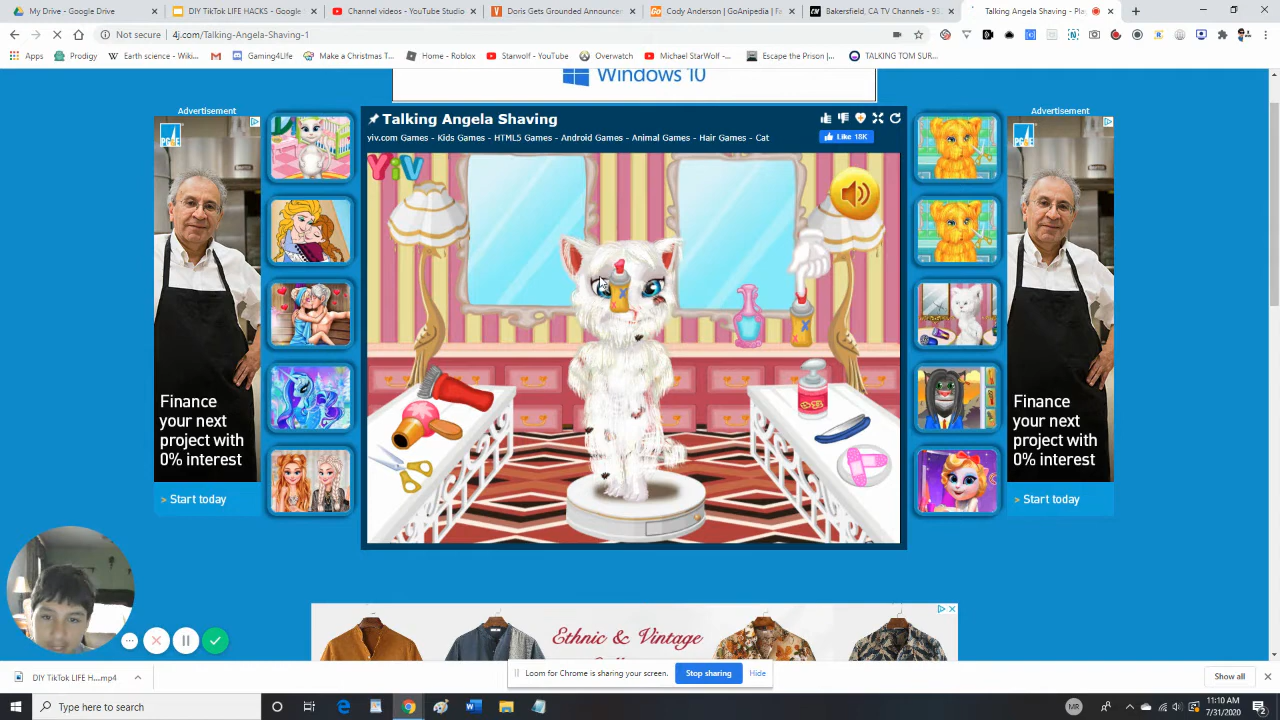 My Drive - Google Drive
DIY TikTok LIFE HACKS - Google
Channel videos - YouTube Studio
Doris Gets Grounded Announcer
Cody Anderson | GoAnipedia | Fa
Bakersfield, CA TV Channels - 93
Talking Angela Shaving - Pla
Not secure | 4j.com/Talking-Angela-Shaving-1
Apps
Prodigy
Earth science - Wiki...
Gaming4Life
Make a Christmas T...
Home - Roblox
Starwolf - YouTube
Overwatch
Michael StarWolf -...
Escape the Prison |...
TALKING TOM SUR...
Windows 10
Advertisement
Advertisement
Talking Angela Shaving
yiv.com Games - Kids Games - HTML5 Games - Android Games - Animal Games - Hair Games - Cat
Like 18K
YiV
Finance
your next
project with
0% interest
> Start today
Finance
your next
project with
0% interest
> Start today
Ethnic & Vintage
Loom for Chrome is sharing your screen.
Stop sharing
Hide
DIY TikTok LIFE H....mp4
Show all
Type here to search
MR
11:10 AM
7/31/2020
2